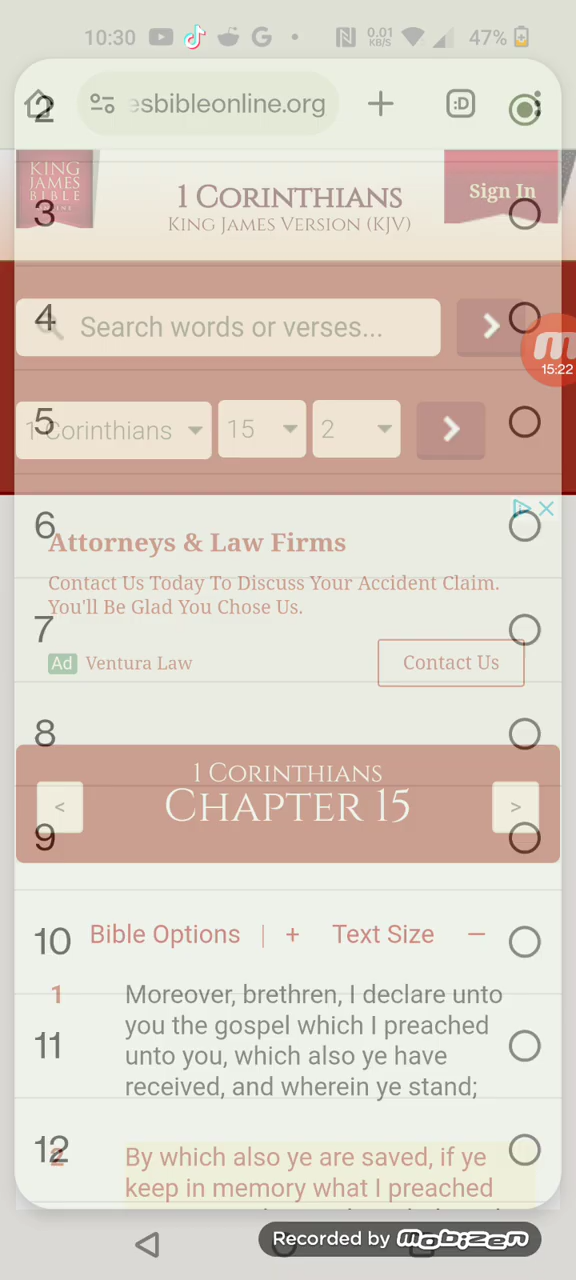 10:30
0.01
KB/S
47%
2
esbibleonline.org
+
:D
KING
JAMES
BIBLE
1 CORINTHIANS
KING JAMES VERSION (KJV)
Sign In
3
4
Search words or verses...
>
15:22
5
1 Corinthians
15
2
>
6
Attorneys & Law Firms
Contact Us Today To Discuss Your Accident Claim.
You'll Be Glad You Chose Us.
7
Ad Ventura Law
Contact Us
8
1 CORINTHIANS
< CHAPTER 15 >
9
10
Bible Options | + Text Size —
1 Moreover, brethren, I declare unto
you the gospel which I preached
11
unto you, which also ye have
received, and wherein ye stand;
12
2 By which also ye are saved, if ye
keep in memory what I preached
Recorded by Mobizen